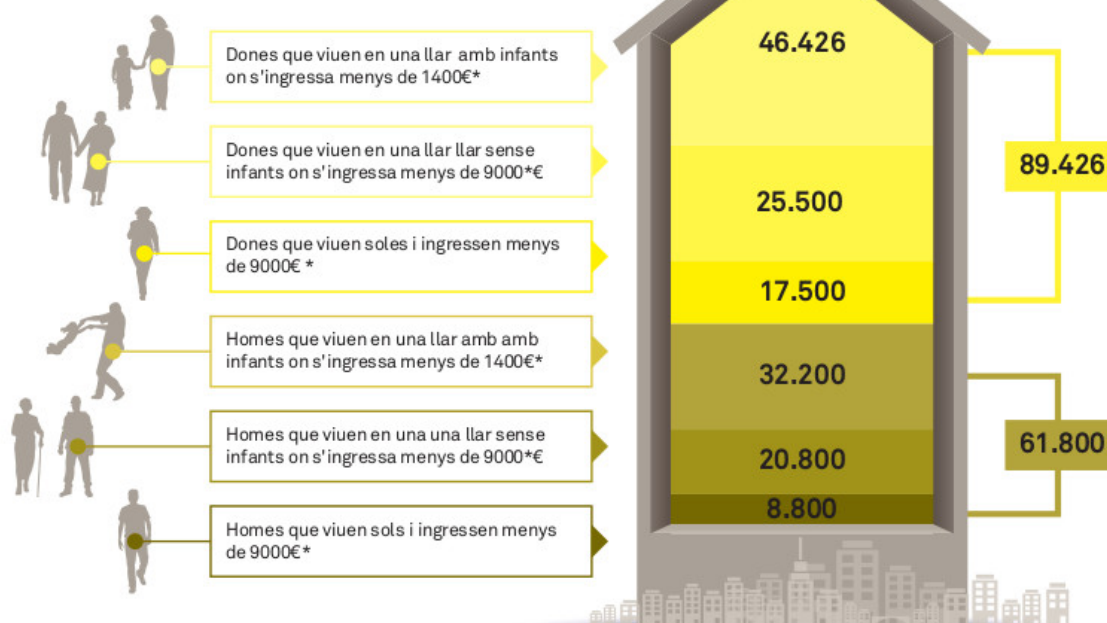 Dones que viuen en una llar amb infants
on s'ingressa menys de 1400€*
46.426
Dones que viuen en una llar llar sense
infants on s'ingressa menys de 9000*€
25.500
89.426
Dones que viuen soles i ingressen menys
de 9000€ *
17.500
Homes que viuen en una llar amb amb
infants on s'ingressa menys de 1400€*
32.200
Homes que viuen en una una llar sense
infants on s'ingressa menys de 9000*€
20.800
61.800
Homes que viuen sols i ingressen menys
de 9000€*
8.800